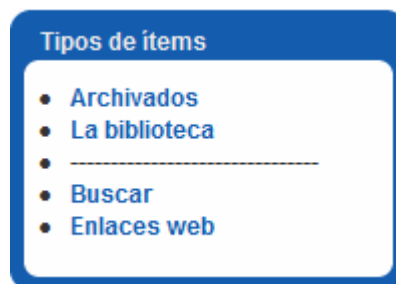 Tipos de ítems
• Archivados
• La biblioteca
• -------------------------------
• Buscar
• Enlaces web